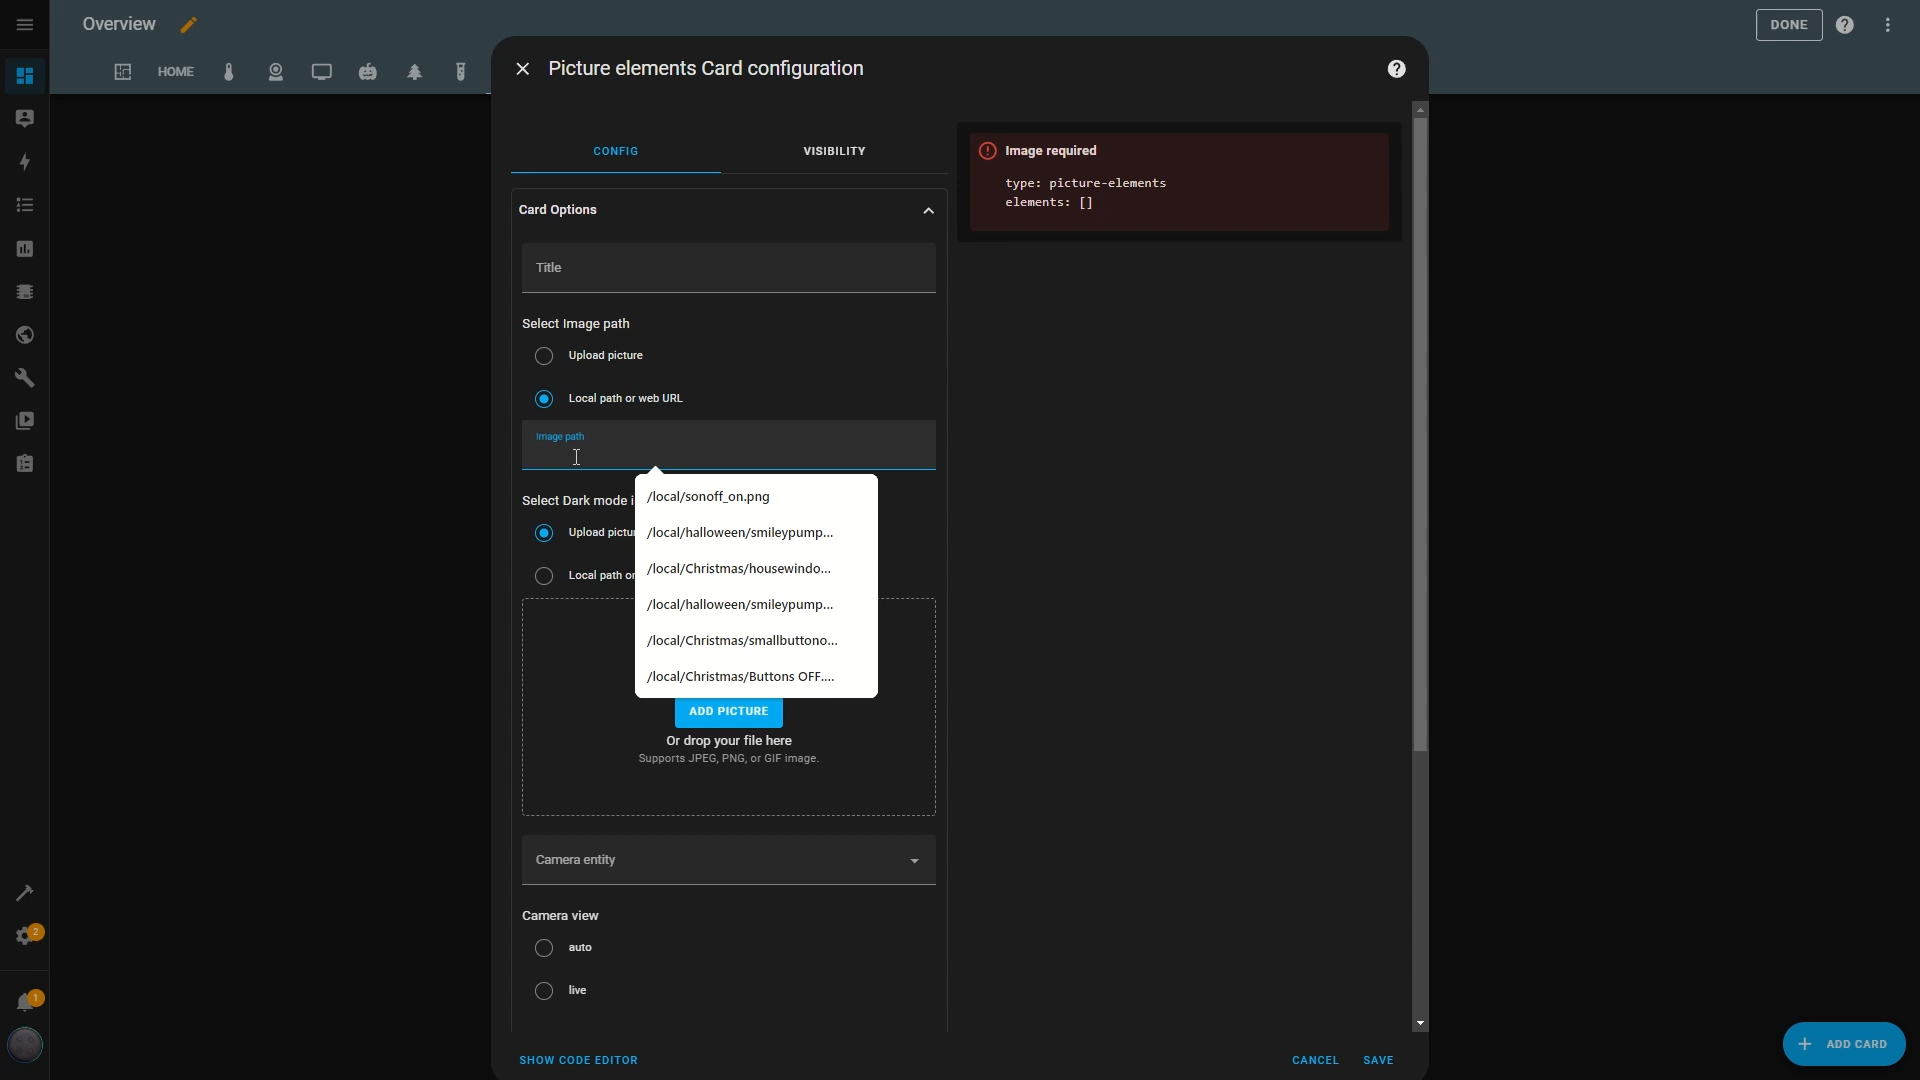 Overview
DONE
HOME
Picture elements Card configuration
CONFIG
VISIBILITY
Image required
type: picture-elements
elements: []
Card Options
Title
Select Image path
Upload picture
Local path or web URL
Image path
/local/sonoff_on.png
Select Dark mode i
/local/halloween/smileypump...
Upload pictu
/local/Christmas/housewindo...
Local path or
/local/halloween/smileypump...
/local/Christmas/smallbuttono...
/local/Christmas/Buttons OFF....
ADD PICTURE
Or drop your file here
Supports JPEG, PNG, or GIF image.
Camera entity
Camera view
auto
live
2
1
SHOW CODE EDITOR
CANCEL
SAVE
ADD CARD